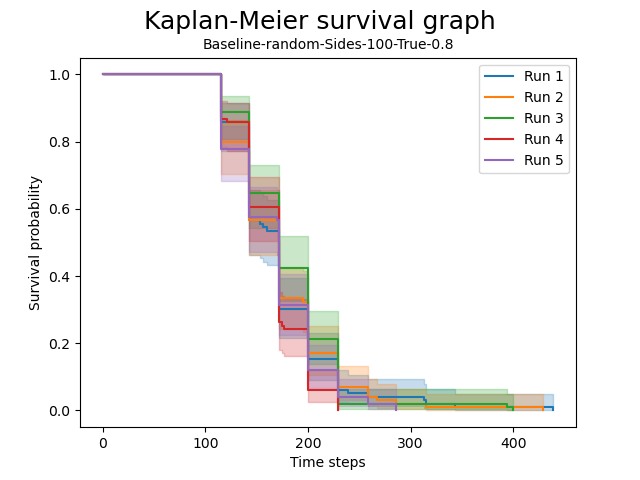 Kaplan-Meier survival graph
Baseline-random-Sides-100-True-0.8
Survival probability
1.0
0.8
0.6
0.4
0.2
0.0
Run 1
Run 2
Run 3
Run 4
Run 5
0 100 200 300 400
Time steps